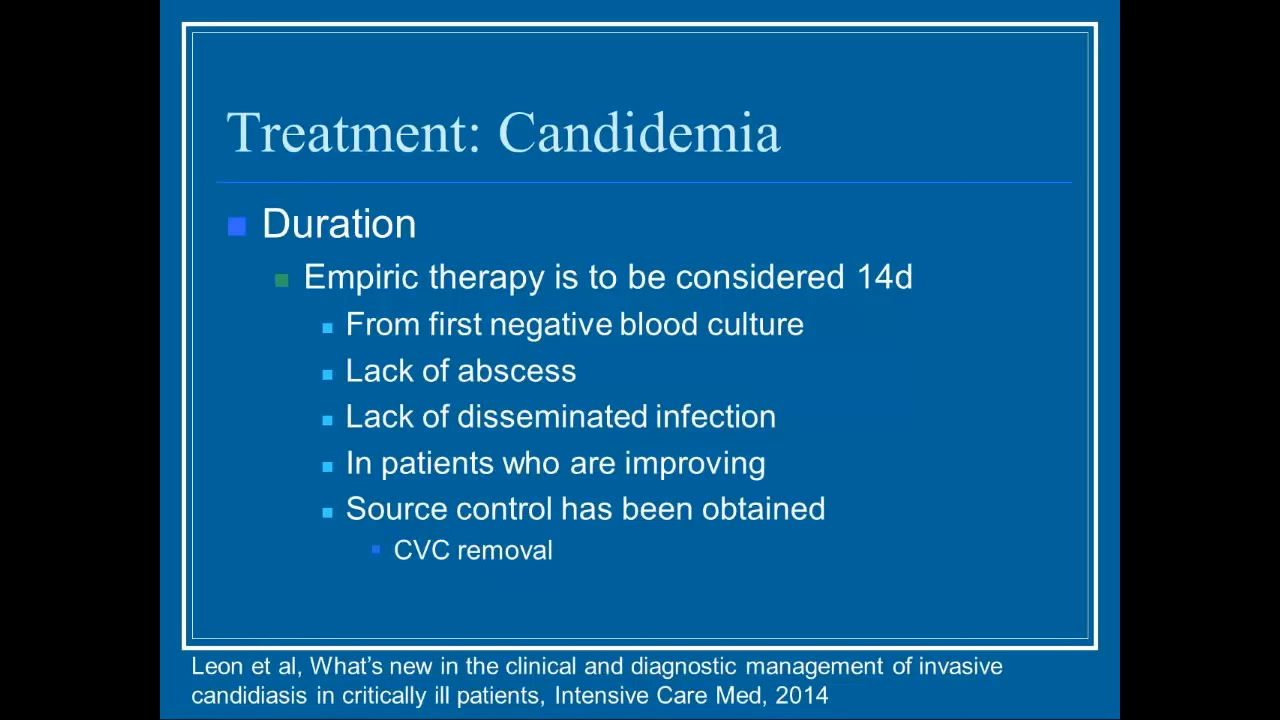 Treatment: Candidemia
Duration
Empiric therapy is to be considered 14d
From first negative blood culture
Lack of abscess
Lack of disseminated infection
In patients who are improving
Source control has been obtained
CVC removal
Leon et al, What’s new in the clinical and diagnostic management of invasive
candidiasis in critically ill patients, Intensive Care Med, 2014